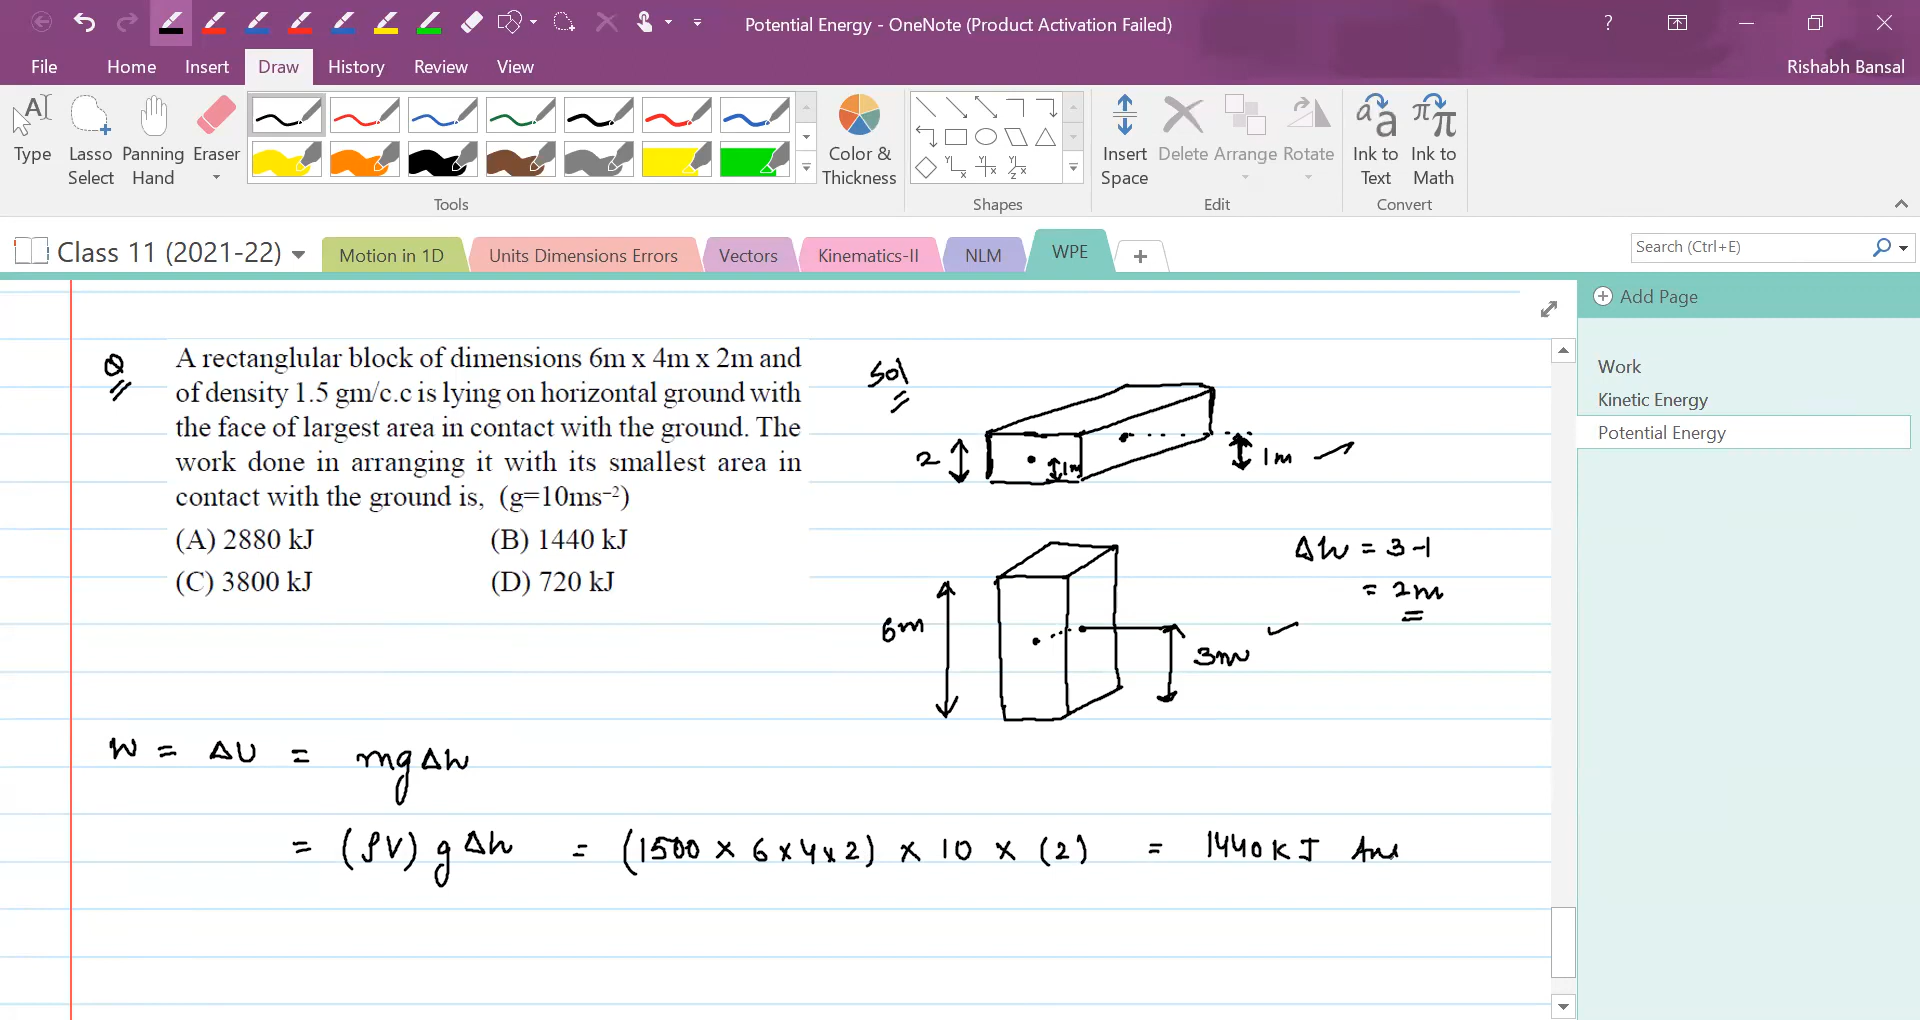 Potential Energy - OneNote (Product Activation Failed)
?
File Home Insert Draw History Review View
Rishabh Bansal
Type
Lasso Select
Panning Hand
Eraser
Color & Thickness
Insert Space
Delete
Arrange
Rotate
Ink to Text
Ink to Math
Tools
Shapes
Edit
Convert
Class 11 (2021-22)
Motion in 1D
Units Dimensions Errors
Vectors
Kinematics-II
NLM
WPE
Search (Ctrl+E)
Add Page
Work
Kinetic Energy
Potential Energy
Q
A rectanglular block of dimensions 6m x 4m x 2m and
of density 1.5 gm/c.c is lying on horizontal ground with
the face of largest area in contact with the ground. The
work done in arranging it with its smallest area in
contact with the ground is, (g=10ms⁻²)
(A) 2880 kJ (B) 1440 kJ
(C) 3800 kJ (D) 720 kJ
Sol
2
1m
1m
6m
3m
Δh = 3-1
= 2m
W = ΔU = mgΔh
= (ρV) g Δh = (1500 × 6×4×2) × 10 × (2) = 1440 kJ Ans